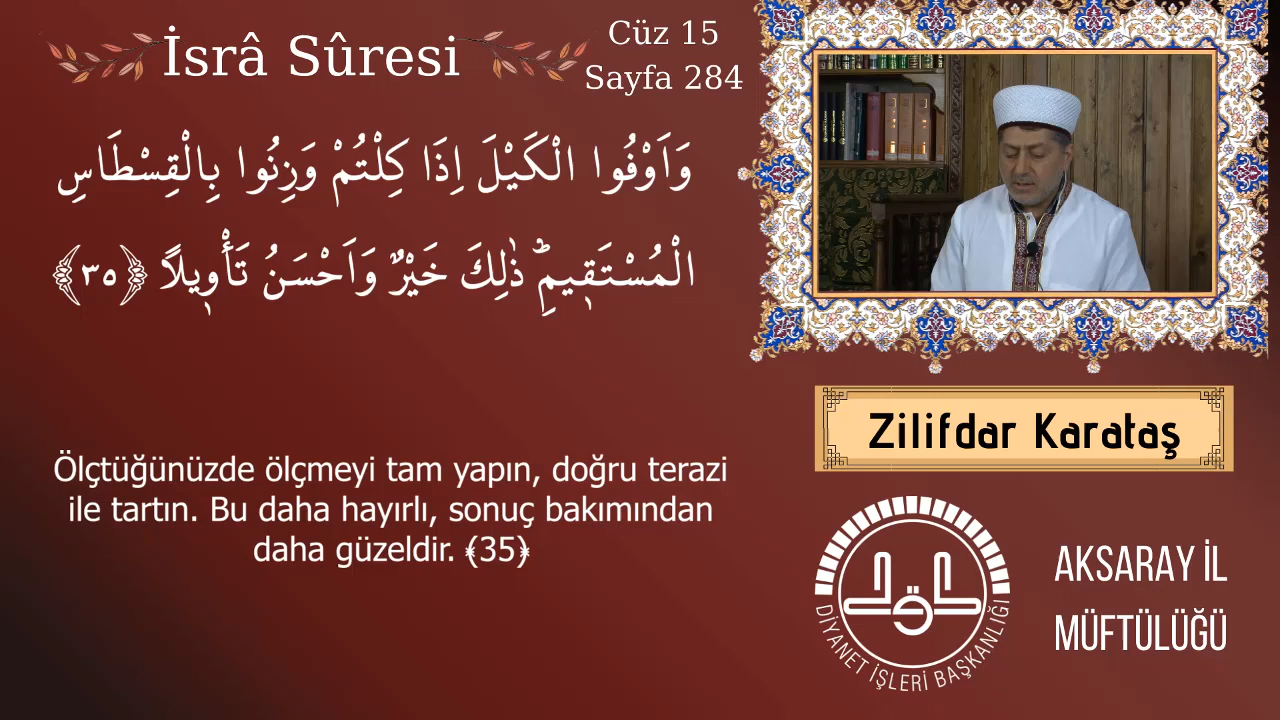 İsrâ Sûresi
Cüz 15
Sayfa 284
وَاَوْفُوا الْكَيْلَ اِذَا كِلْتُمْ وَزِنُوا بِالْقِسْطَاسِ
الْمُسْتَق۪يمِۜ ذٰلِكَ خَيْرٌ وَاَحْسَنُ تَأْو۪يلاً ﴿٣٥﴾
Ölçtüğünüzde ölçmeyi tam yapın, doğru terazi
ile tartın. Bu daha hayırlı, sonuç bakımından
daha güzeldir. ﴾35﴿
Zilifdar Karataş
DİYANET İŞLERİ BAŞKANLIĞI
AKSARAY İL
MÜFTÜLÜĞÜ